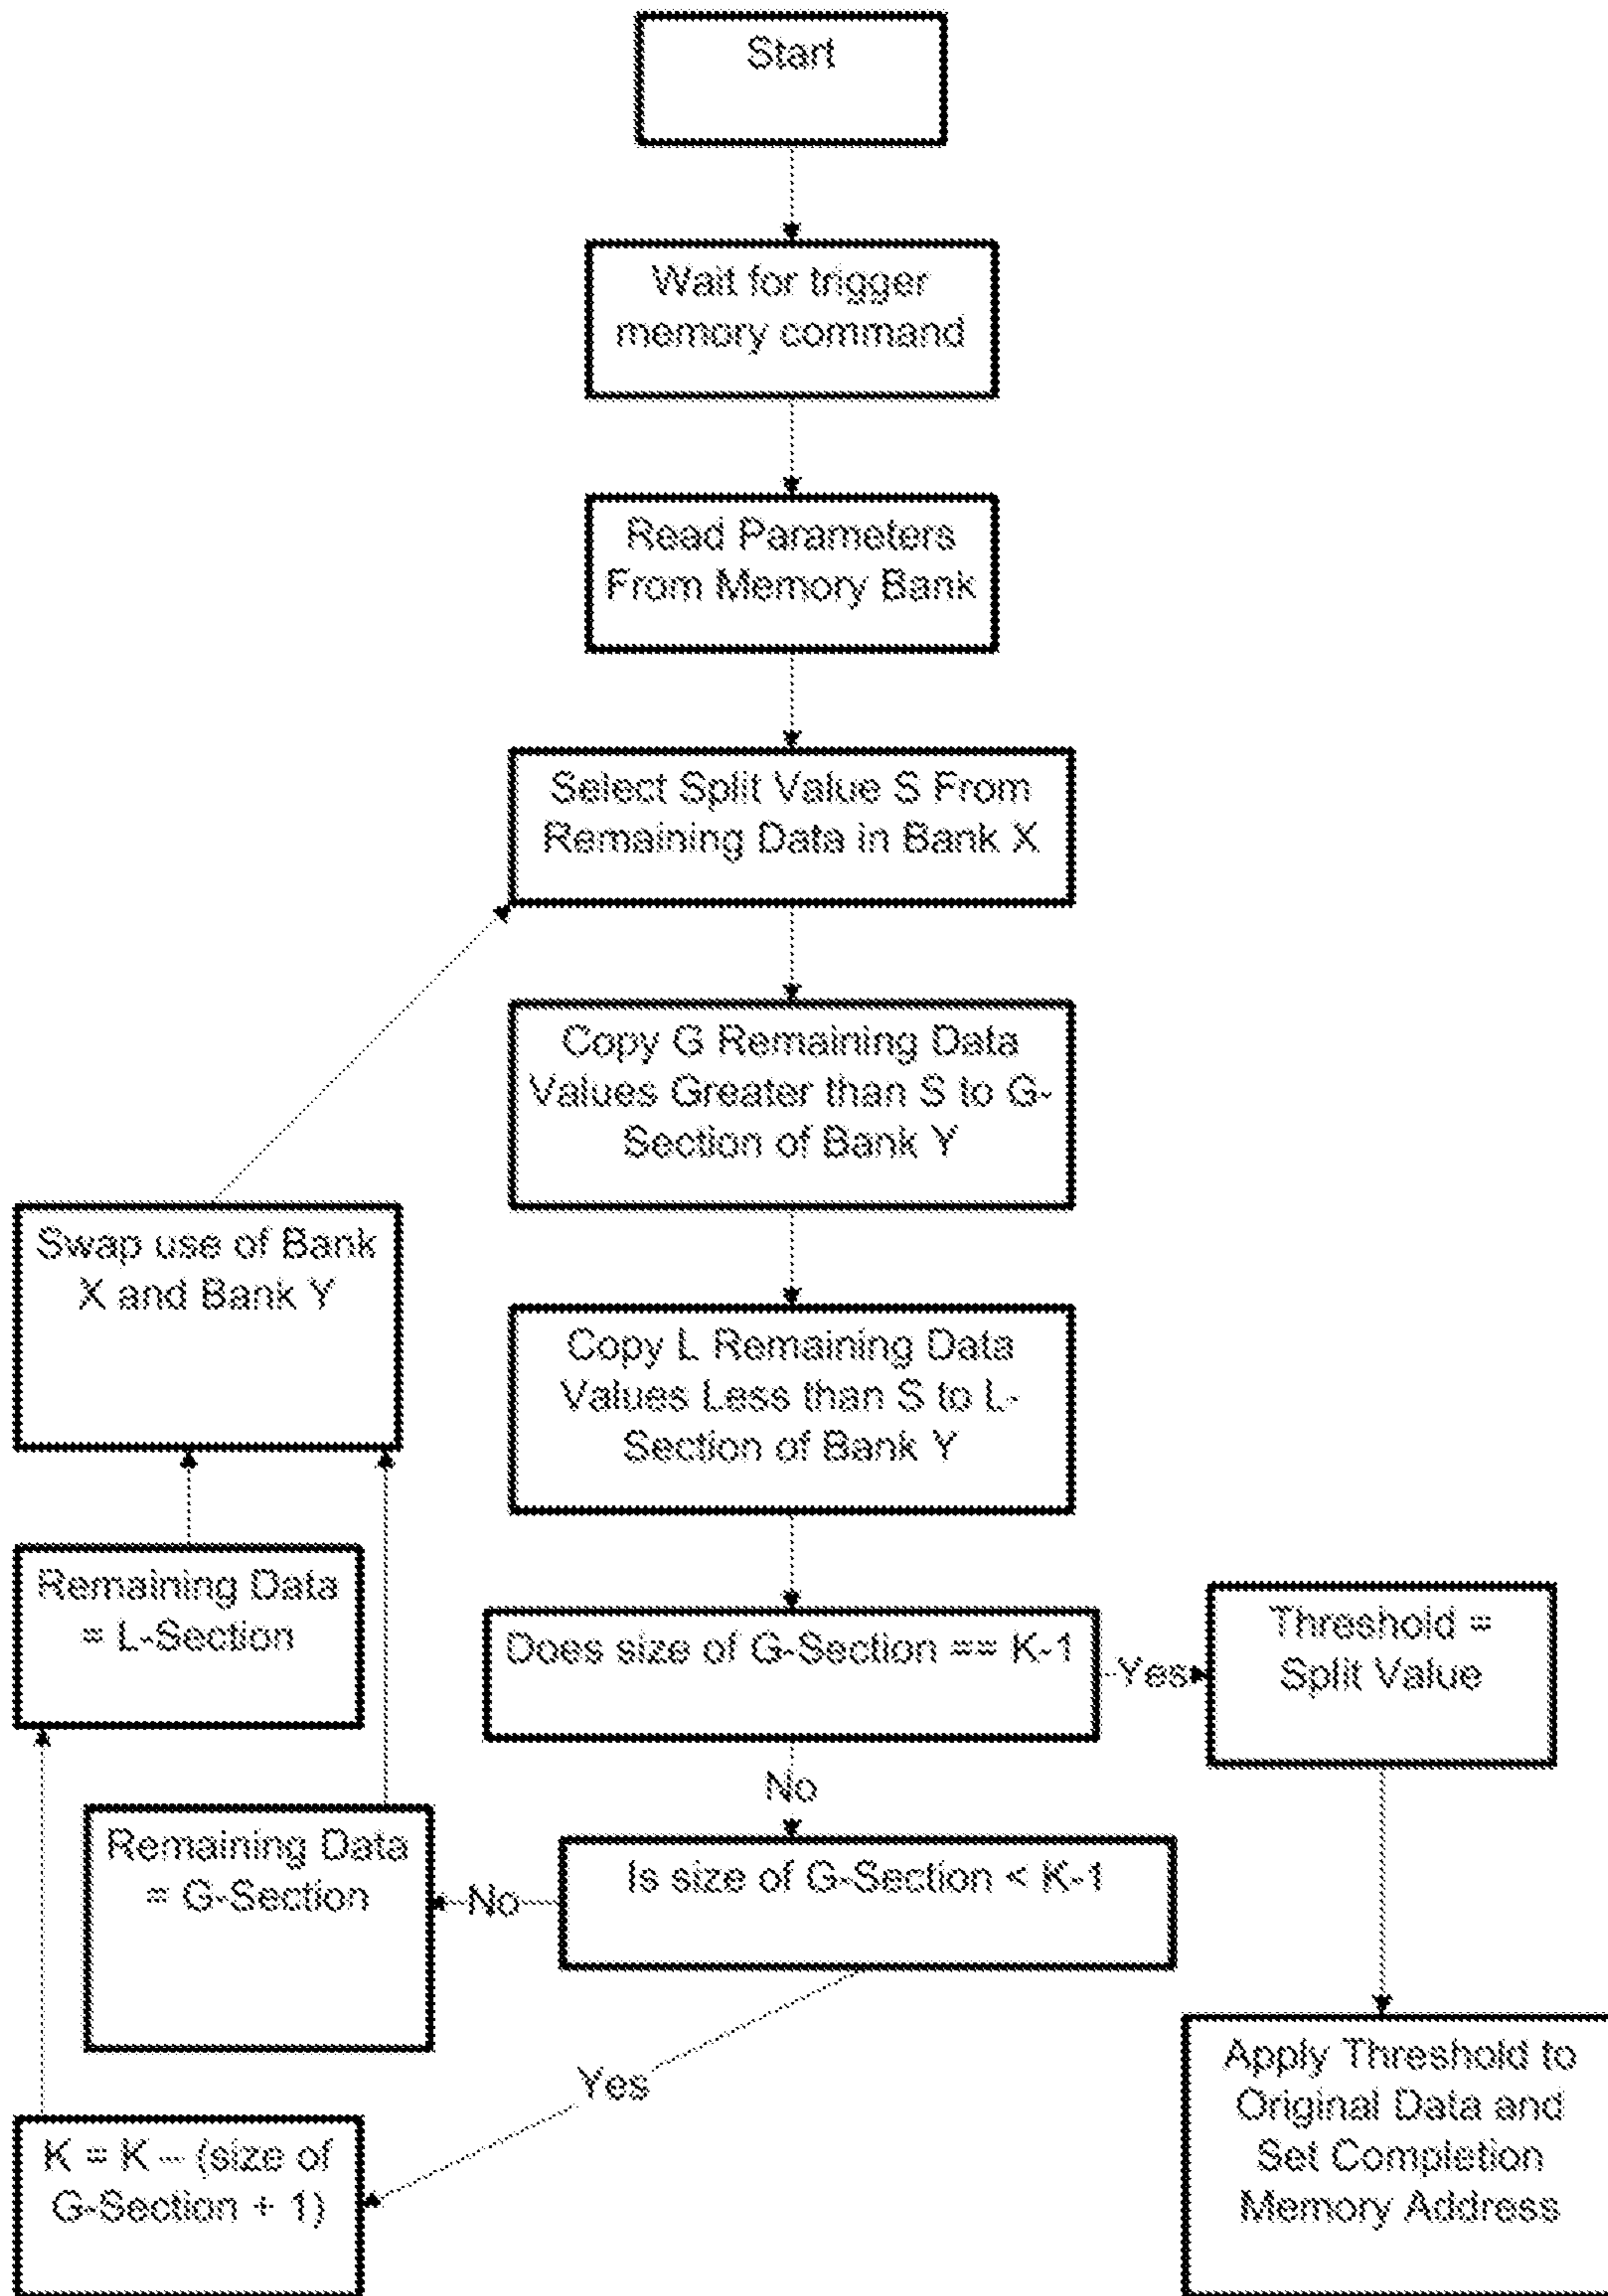 Start
Wait for trigger
memory command
Read Parameters
From Memory Bank
Select Split Value S From
Remaining Data in Bank X
Copy G Remaining Data
Values Greater than S to G-
Section of Bank Y
Swap use of Bank
X and Bank Y
Copy L Remaining Data
Values Less than S to L-
Section of Bank Y
Remaining Data
= L-Section
Does size of G-Section == K-1
Yes
Threshold =
Split Value
No
Remaining Data
= G-Section
No
Is size of G-Section < K-1
Yes
K = K – (size of
G-Section + 1)
Apply Threshold to
Original Data and
Set Completion
Memory Address